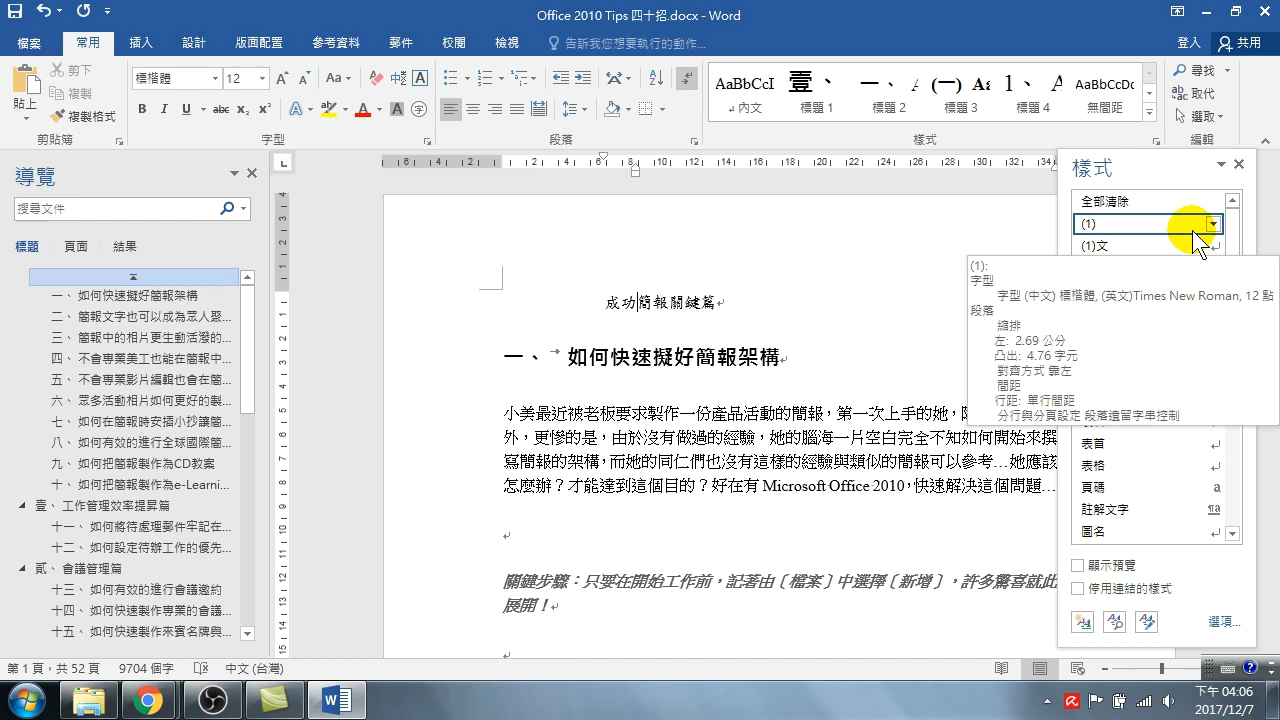 Office 2010 Tips 四十招.docx - Word
檔案 常用 插入 設計 版面配置 參考資料 郵件 校閱 檢視 告訴我您想要執行的動作... 登入 共用
貼上 剪下 複製 複製格式
標楷體 12 Aa
B I U abc x₂ x² A ab A A 字
AaBbCcI 壹、 一、 (一) 1、 AaBbCcDc
內文 標題 1 標題 2 標題 3 標題 4 無間距
尋找 取代 選取
剪貼簿 字型 段落 樣式 編輯
導覽
搜尋文件
標題 頁面 結果
一、 如何快速擬好簡報架構
二、 簡報文字也可以成為眾人聚...
三、 簡報中的相片更生動活潑的...
四、 不會專業美工也能在簡報中...
五、 不會專業影片編輯也會在簡...
六、 眾多活動相片如何更好的製...
七、 如何在簡報時安插小抄讓簡...
八、 如何有效的進行全球國際簡...
九、 如何把簡報製作為CD教案
十、 如何把簡報製作為e-Learni...
壹、 工作管理效率提昇篇
十一、 如何將待處理郵件牢記在...
十二、 如何設定待辦工作的優先...
貳、 會議管理篇
十三、 如何有效的進行會議邀約
十四、 如何快速製作專業的會議...
十五、 如何快速製作來賓名牌與...
成功簡報關鍵篇
一、 如何快速擬好簡報架構
小美最近被老板要求製作一份產品活動的簡報，第一次上手的她，
外，更慘的是，由於沒有做過的經驗，她的腦海一片空白完全不知如何開始來撰
寫簡報的架構，而她的同仁們也沒有這樣的經驗與類似的簡報可以參考…她應該
怎麼辦？才能達到這個目的？好在有 Microsoft Office 2010，快速解決這個問題…
關鍵步驟：只要在開始工作前，記著由〔檔案〕中選擇〔新增〕，許多驚喜就此
展開！
樣式
全部清除
(1)
(1)文
(1):
字型
字型 (中文) 標楷體, (英文)Times New Roman, 12 點
段落
縮排
左: 2.69 公分
凸出: 4.76 字元
對齊方式 靠左
間距
行距: 單行間距
分行與分頁設定 段落遺留字串控制
表首
表格
頁碼 a
註解文字 ¶a
圖名
顯示預覽
停用連結的樣式
選項...
第 1 頁，共 52 頁 9704 個字 中文 (台灣)
下午 04:06
2017/12/7